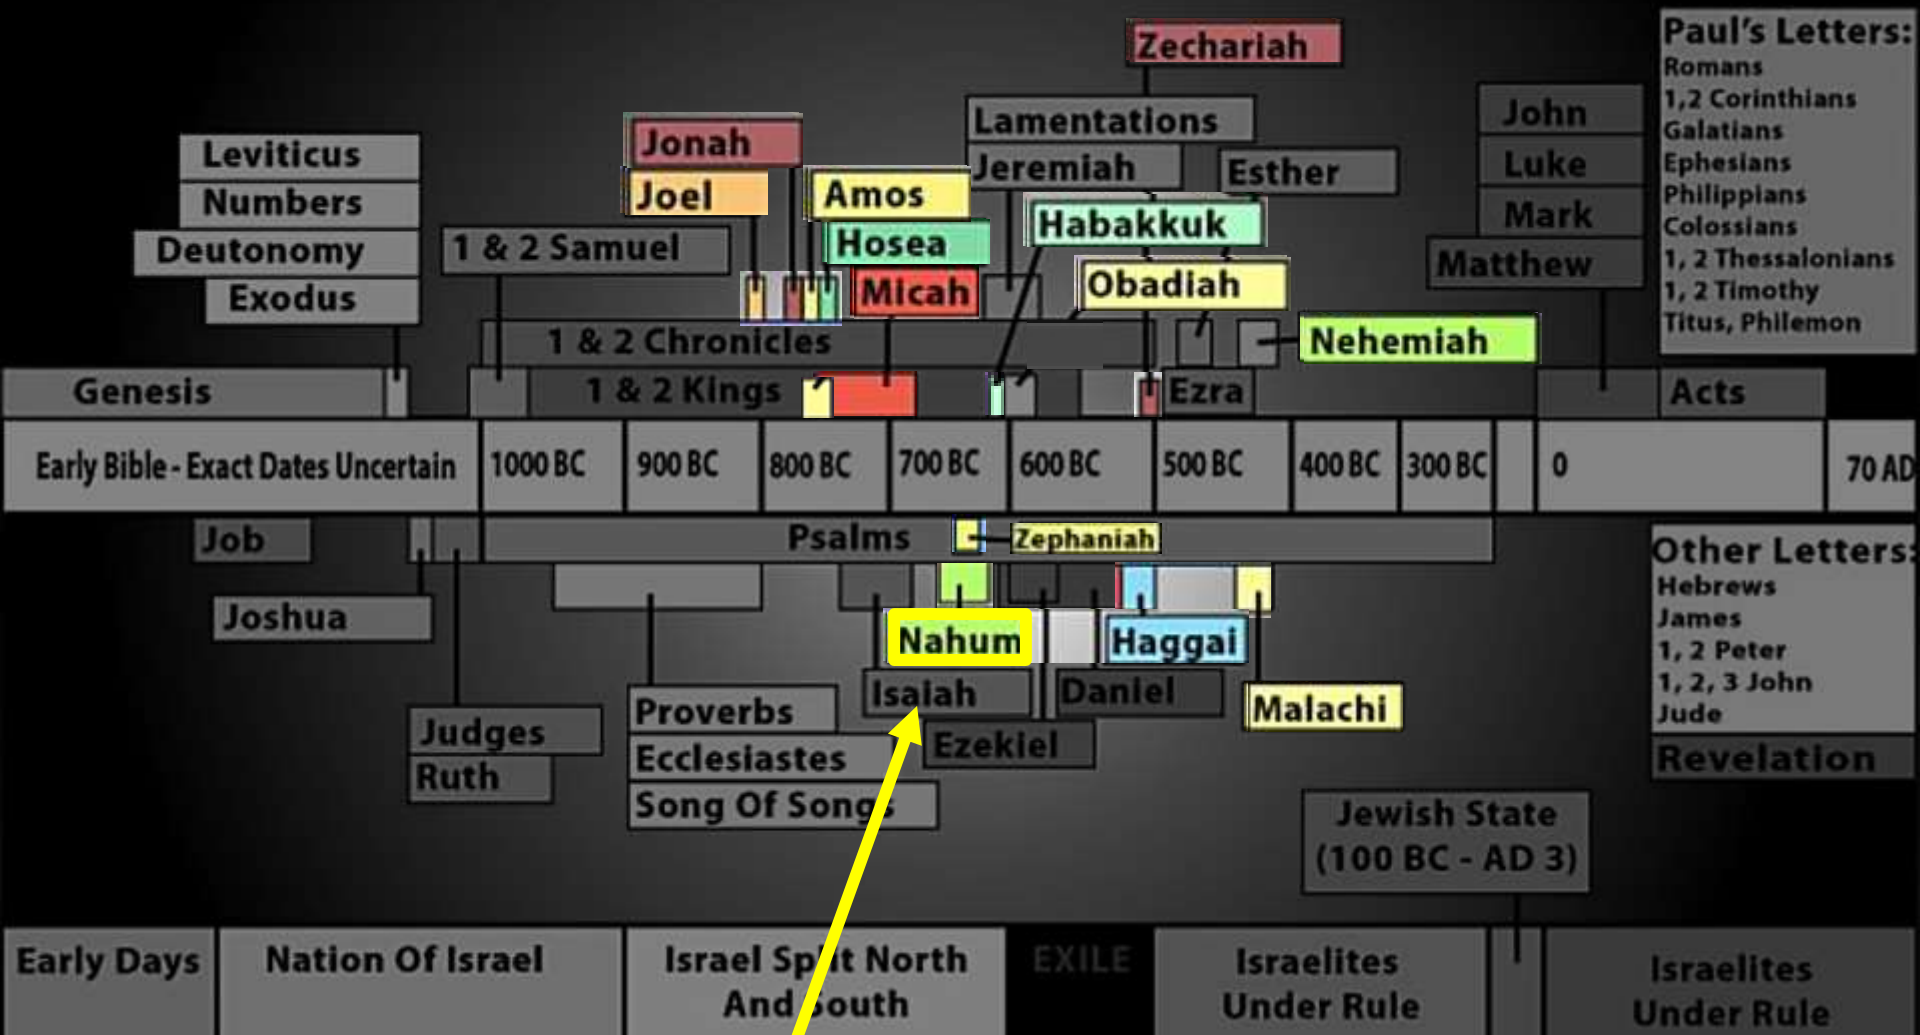 Zechariah
Paul's Letters:
Romans
1,2 Corinthians
Galatians
Ephesians
Philippians
Colossians
1, 2 Thessalonians
1, 2 Timothy
Titus, Philemon
Lamentations
Jeremiah
Esther
John
Luke
Mark
Matthew
Jonah
Joel
Amos
Hosea
Micah
Habakkuk
Obadiah
Nehemiah
Leviticus
Numbers
Deutonomy
Exodus
1 & 2 Samuel
1 & 2 Chronicles
Genesis
1 & 2 Kings
Ezra
Acts
Early Bible - Exact Dates Uncertain
1000 BC
900 BC
800 BC
700 BC
600 BC
500 BC
400 BC
300 BC
0
70 AD
Job
Psalms
Zephaniah
Joshua
Nahum
Haggai
Isaiah
Daniel
Malachi
Ezekiel
Judges
Ruth
Proverbs
Ecclesiastes
Song Of Songs
Other Letters:
Hebrews
James
1, 2 Peter
1, 2, 3 John
Jude
Revelation
Jewish State
(100 BC - AD 3)
Early Days
Nation Of Israel
Israel Split North
And South
EXILE
Israelites
Under Rule
Israelites
Under Rule